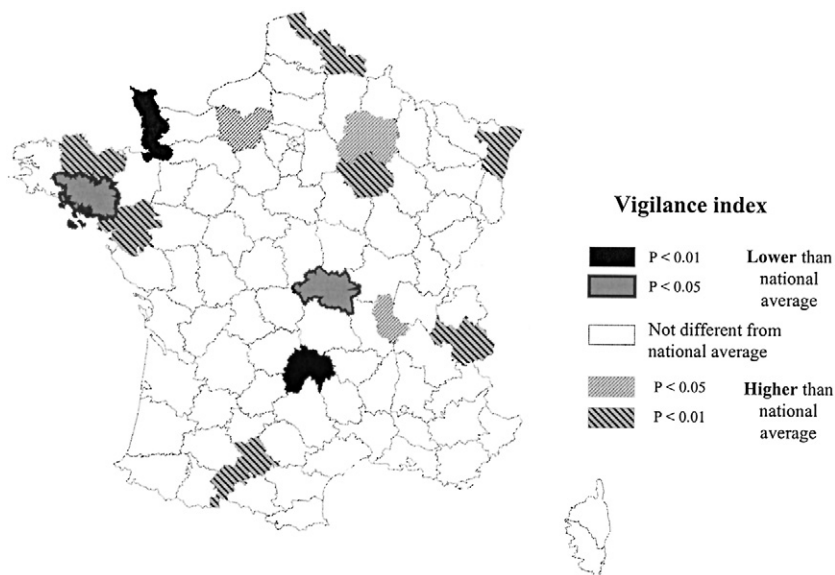 Vigilance index
P < 0.01
Lower than
P < 0.05
national
average
Not different from
national average
P < 0.05
Higher than
P < 0.01
national
average